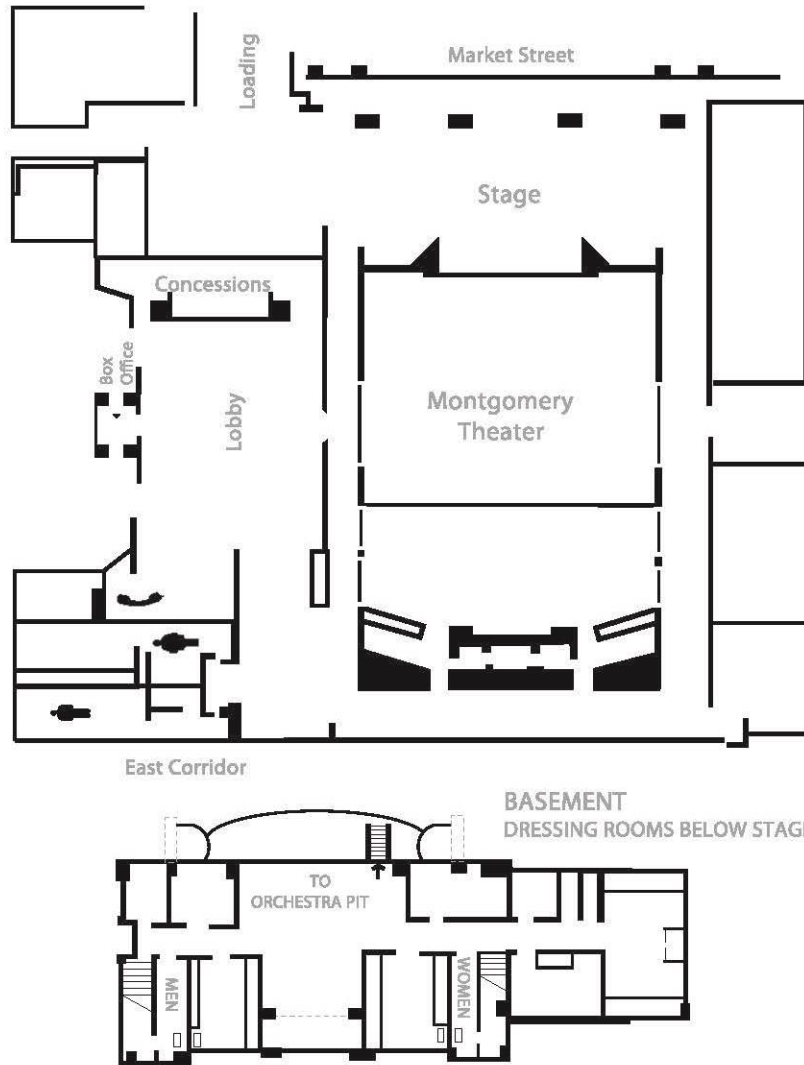 Market Street
Loading
Stage
Concessions
Box
Office
Lobby
Montgomery
Theater
East Corridor
BASEMENT
DRESSING ROOMS BELOW STAG
TO
ORCHESTRA PIT
MEN
WOMEN